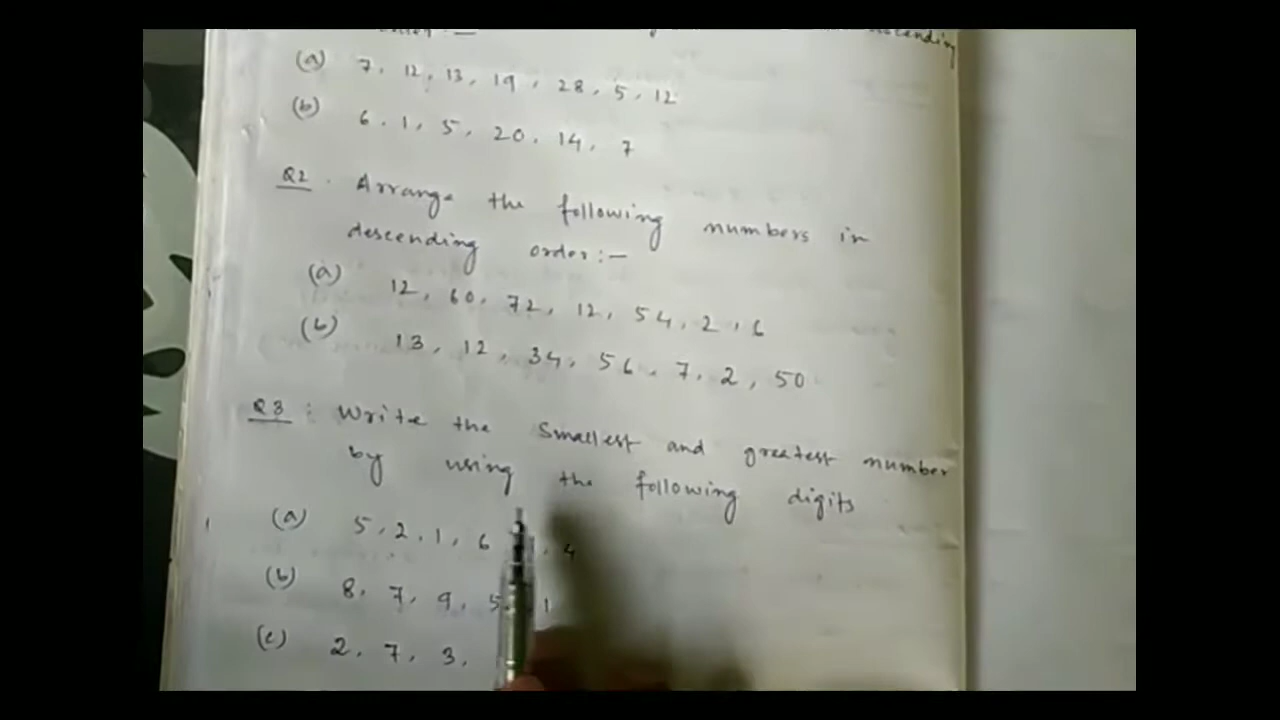 descending
(a) 7, 12, 13, 19, 28, 5, 12
(b) 6, 1, 5, 20, 14, 7
Q2. Arrange the following numbers in
descending order:-
(a) 12, 60, 72, 12, 54, 2, 6
(b) 13, 12, 34, 56, 7, 2, 50
Q3: Write the Smallest and greatest number
by using the following digits
(a) 5, 2, 1, 6 , 4
(b) 8, 7, 9, 5 1
(c) 2, 7, 3,